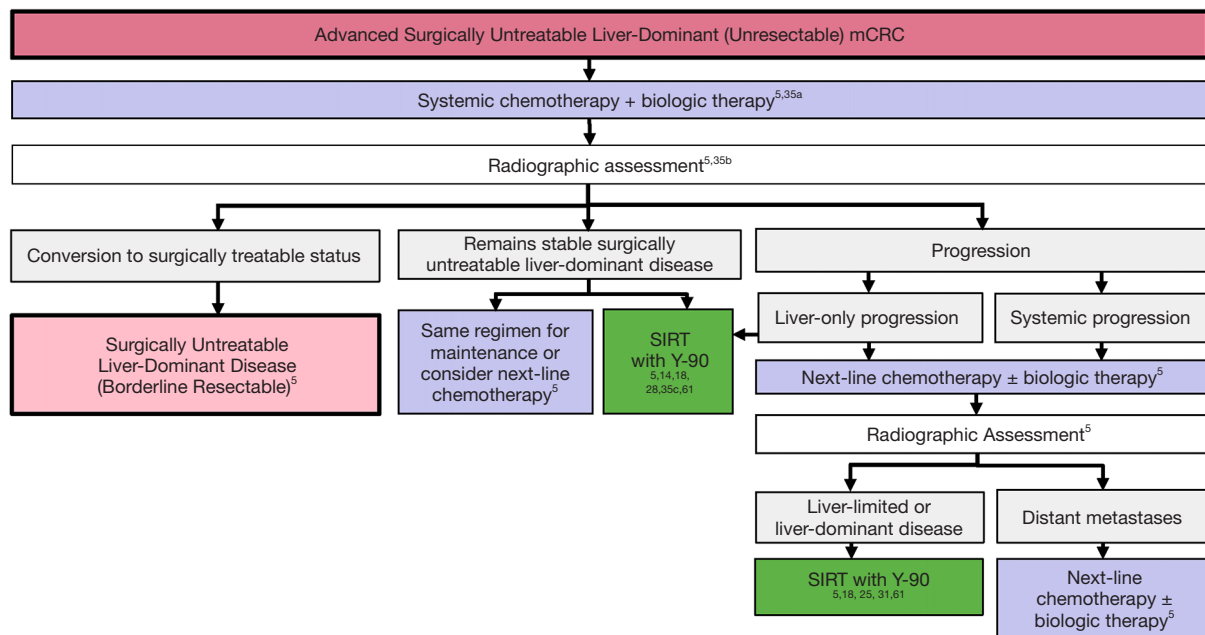 Advanced Surgically Untreatable Liver-Dominant (Unresectable) mCRC
Systemic chemotherapy + biologic therapy5,35a
Radiographic assessment5,35b
Conversion to surgically treatable status
Remains stable surgically
untreatable liver-dominant disease
Progression
Surgically Untreatable
Liver-Dominant Disease
(Borderline Resectable)5
Same regimen for
maintenance or
consider next-line
chemotherapy5
SIRT
with Y-90
5,14,18,
28,35c,61
Liver-only progression
Systemic progression
Next-line chemotherapy ± biologic therapy5
Radiographic Assessment5
Liver-limited or
liver-dominant disease
Distant metastases
SIRT with Y-90
5,18, 25, 31,61
Next-line
chemotherapy ±
biologic therapy5